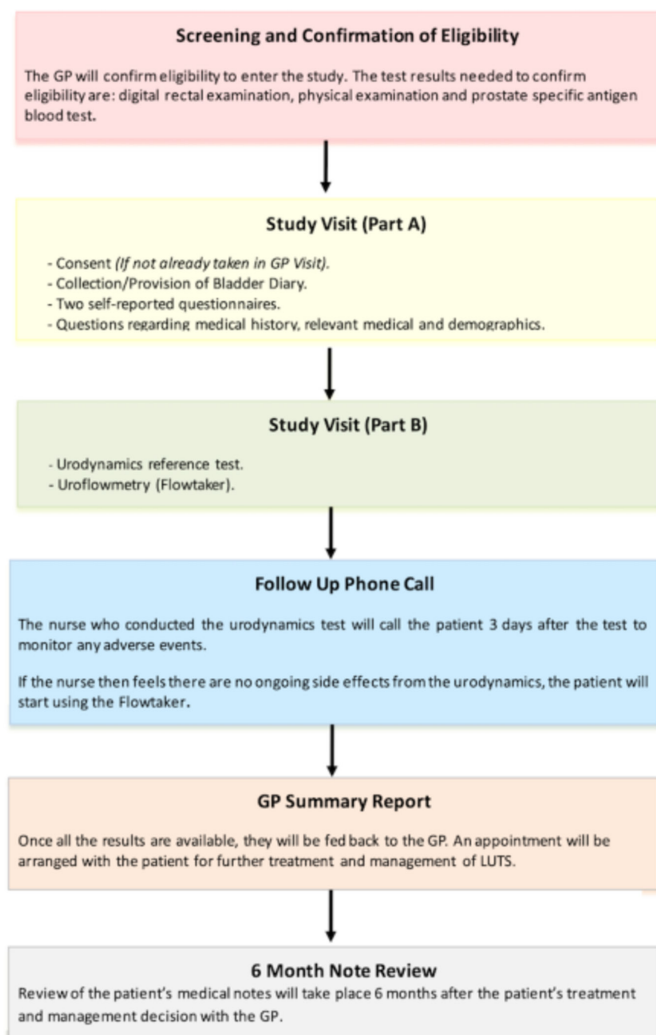 Screening and Confirmation of Eligibility
The GP will confirm eligibility to enter the study. The test results needed to confirm
eligibility are: digital rectal examination, physical examination and prostate specific antigen
blood test.
Study Visit (Part A)
- Consent (If not already taken in GP Visit).
- Collection/Provision of Bladder Diary.
- Two self-reported questionnaires.
- Questions regarding medical history, relevant medical and demographics.
Study Visit (Part B)
- Urodynamics reference test.
- Uroflowmetry (Flowtaker).
Follow Up Phone Call
The nurse who conducted the urodynamics test will call the patient 3 days after the test to
monitor any adverse events.
If the nurse then feels there are no ongoing side effects from the urodynamics, the patient will
start using the Flowtaker.
GP Summary Report
Once all the results are available, they will be fed back to the GP. An appointment will be
arranged with the patient for further treatment and management of LUTS.
6 Month Note Review
Review of the patient's medical notes will take place 6 months after the patient's treatment
and management decision with the GP.